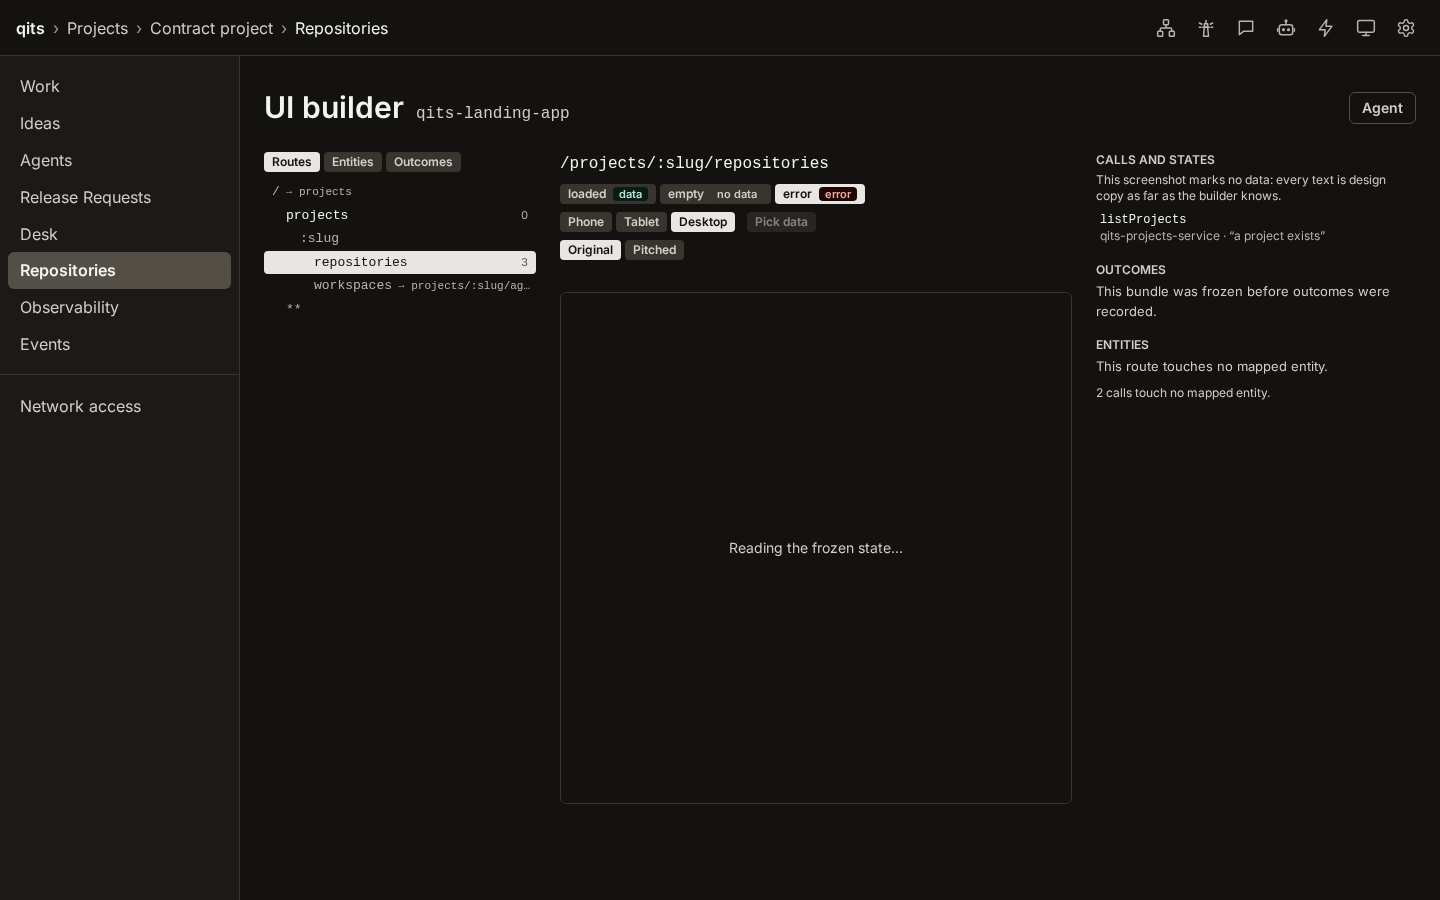 qits › Projects › Contract project › Repositories
Work
Ideas
Agents
Release Requests
Desk
Repositories
Observability
Events
Network access
UI builder qits-landing-app
Agent
Routes Entities Outcomes
/ → projects
projects 0
:slug
repositories 3
workspaces → projects/:slug/ag…
**
/projects/:slug/repositories
loaded data empty no data error error
Phone Tablet Desktop Pick data
Original Pitched
Reading the frozen state…
CALLS AND STATES
This screenshot marks no data: every text is design
copy as far as the builder knows.
listProjects
qits-projects-service · “a project exists”
OUTCOMES
This bundle was frozen before outcomes were
recorded.
ENTITIES
This route touches no mapped entity.
2 calls touch no mapped entity.